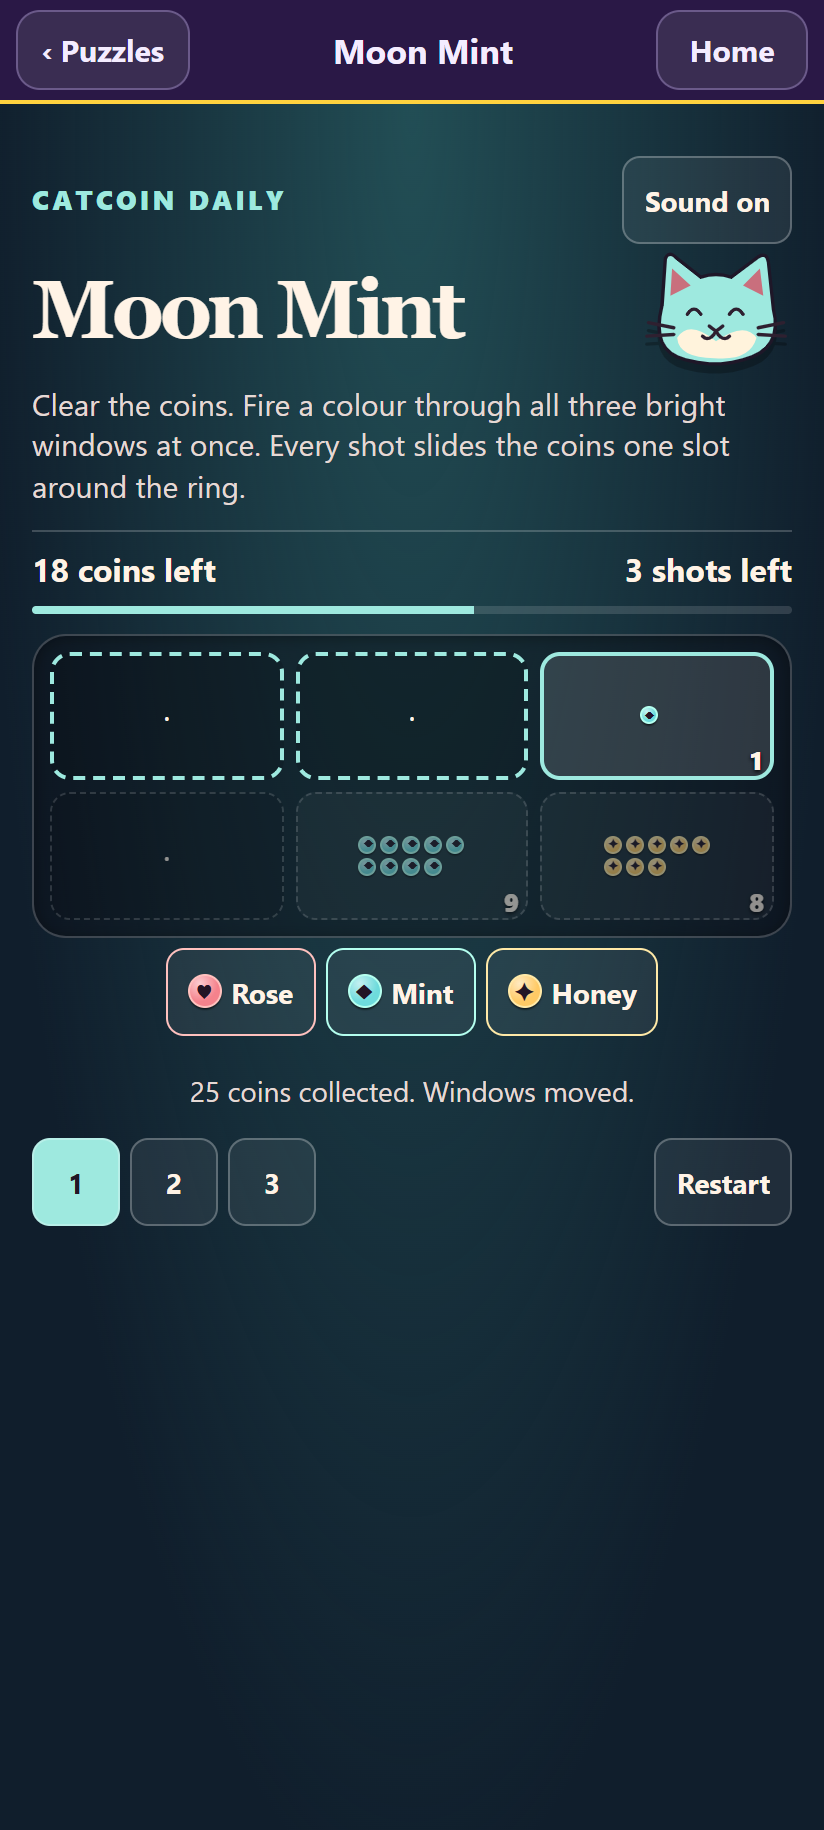 ‹ Puzzles
Moon Mint
Home
CATCOIN DAILY
Sound on
Moon Mint
Clear the coins. Fire a colour through all three bright
windows at once. Every shot slides the coins one slot
around the ring.
18 coins left
3 shots left
1
9
8
Rose
Mint
Honey
25 coins collected. Windows moved.
1
2
3
Restart